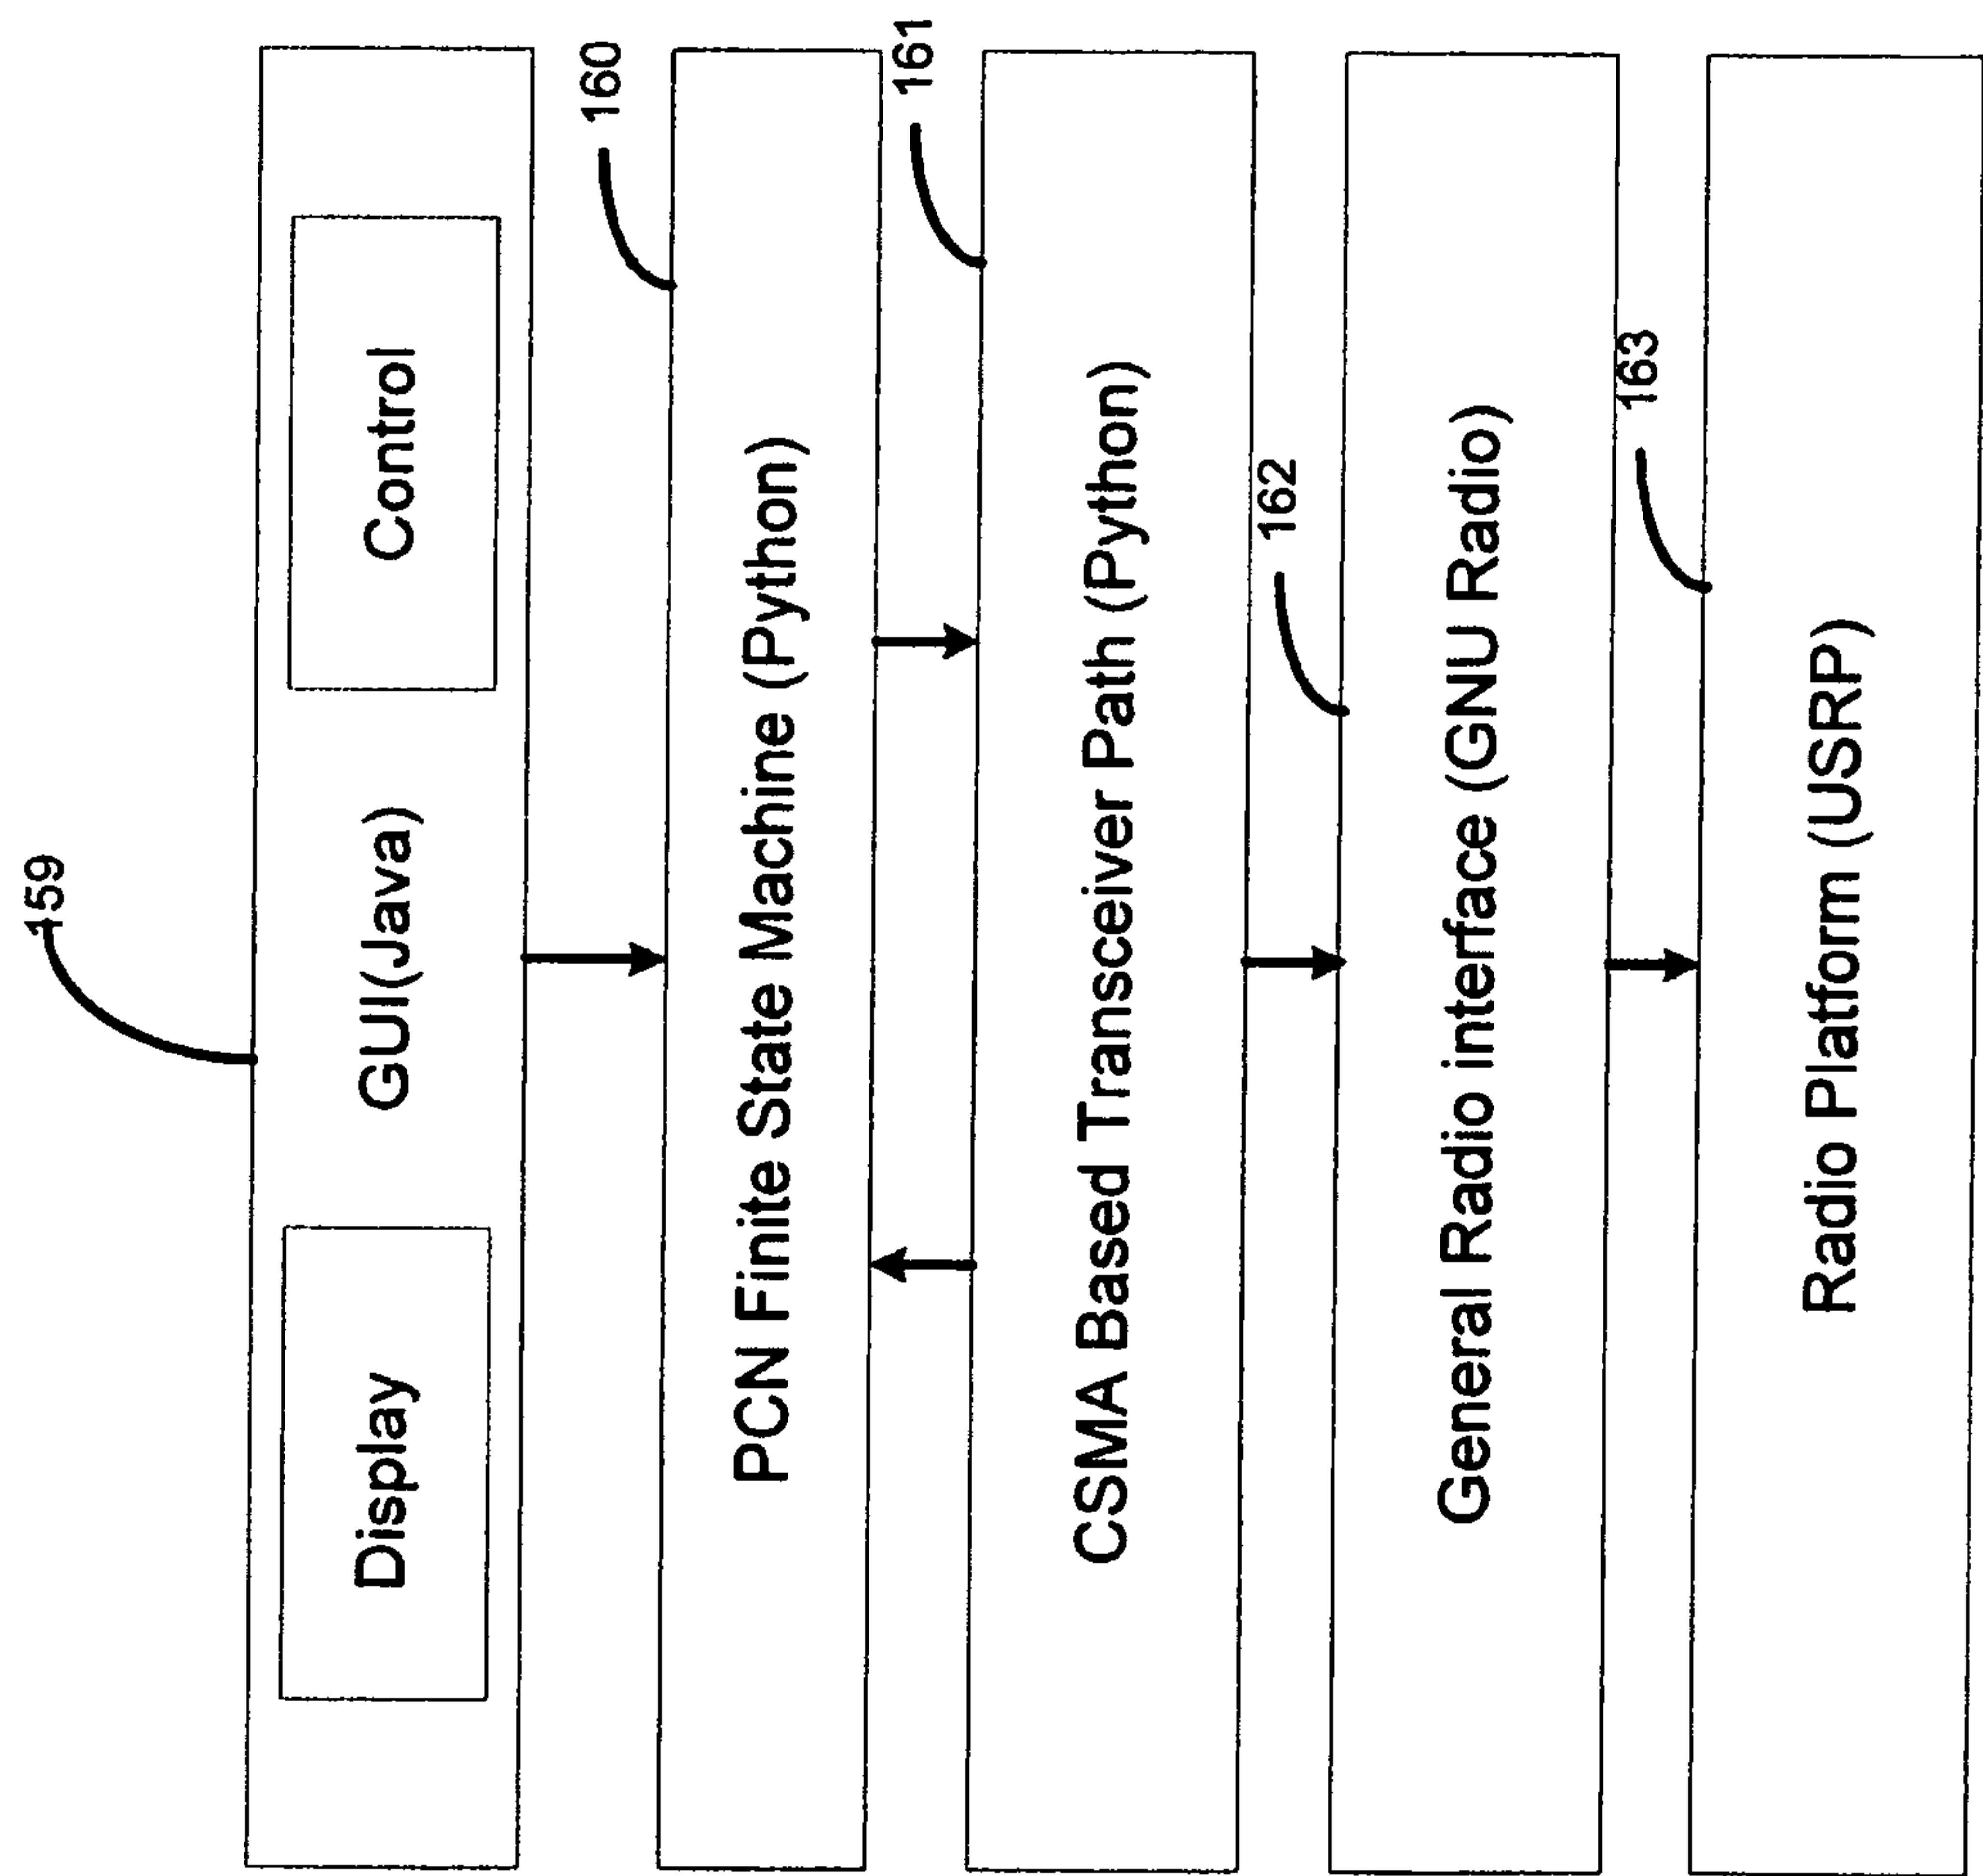 159
Display
GUI(Java)
Control
160
PCN Finite State Machine (Python)
161
CSMA Based Transceiver Path (Python)
162
General Radio interface (GNU Radio)
163
Radio Platform (USRP)